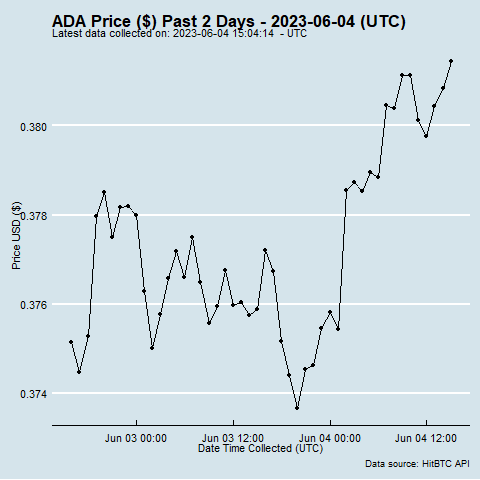 ADA Price ($) Past 2 Days - 2023-06-04 (UTC)
Latest data collected on: 2023-06-04 15:04:14 - UTC
0.380
0.378
0.376
0.374
Price USD ($)
Jun 03 00:00 Jun 03 12:00 Jun 04 00:00 Jun 04 12:00
Date Time Collected (UTC)
Data source: HitBTC API